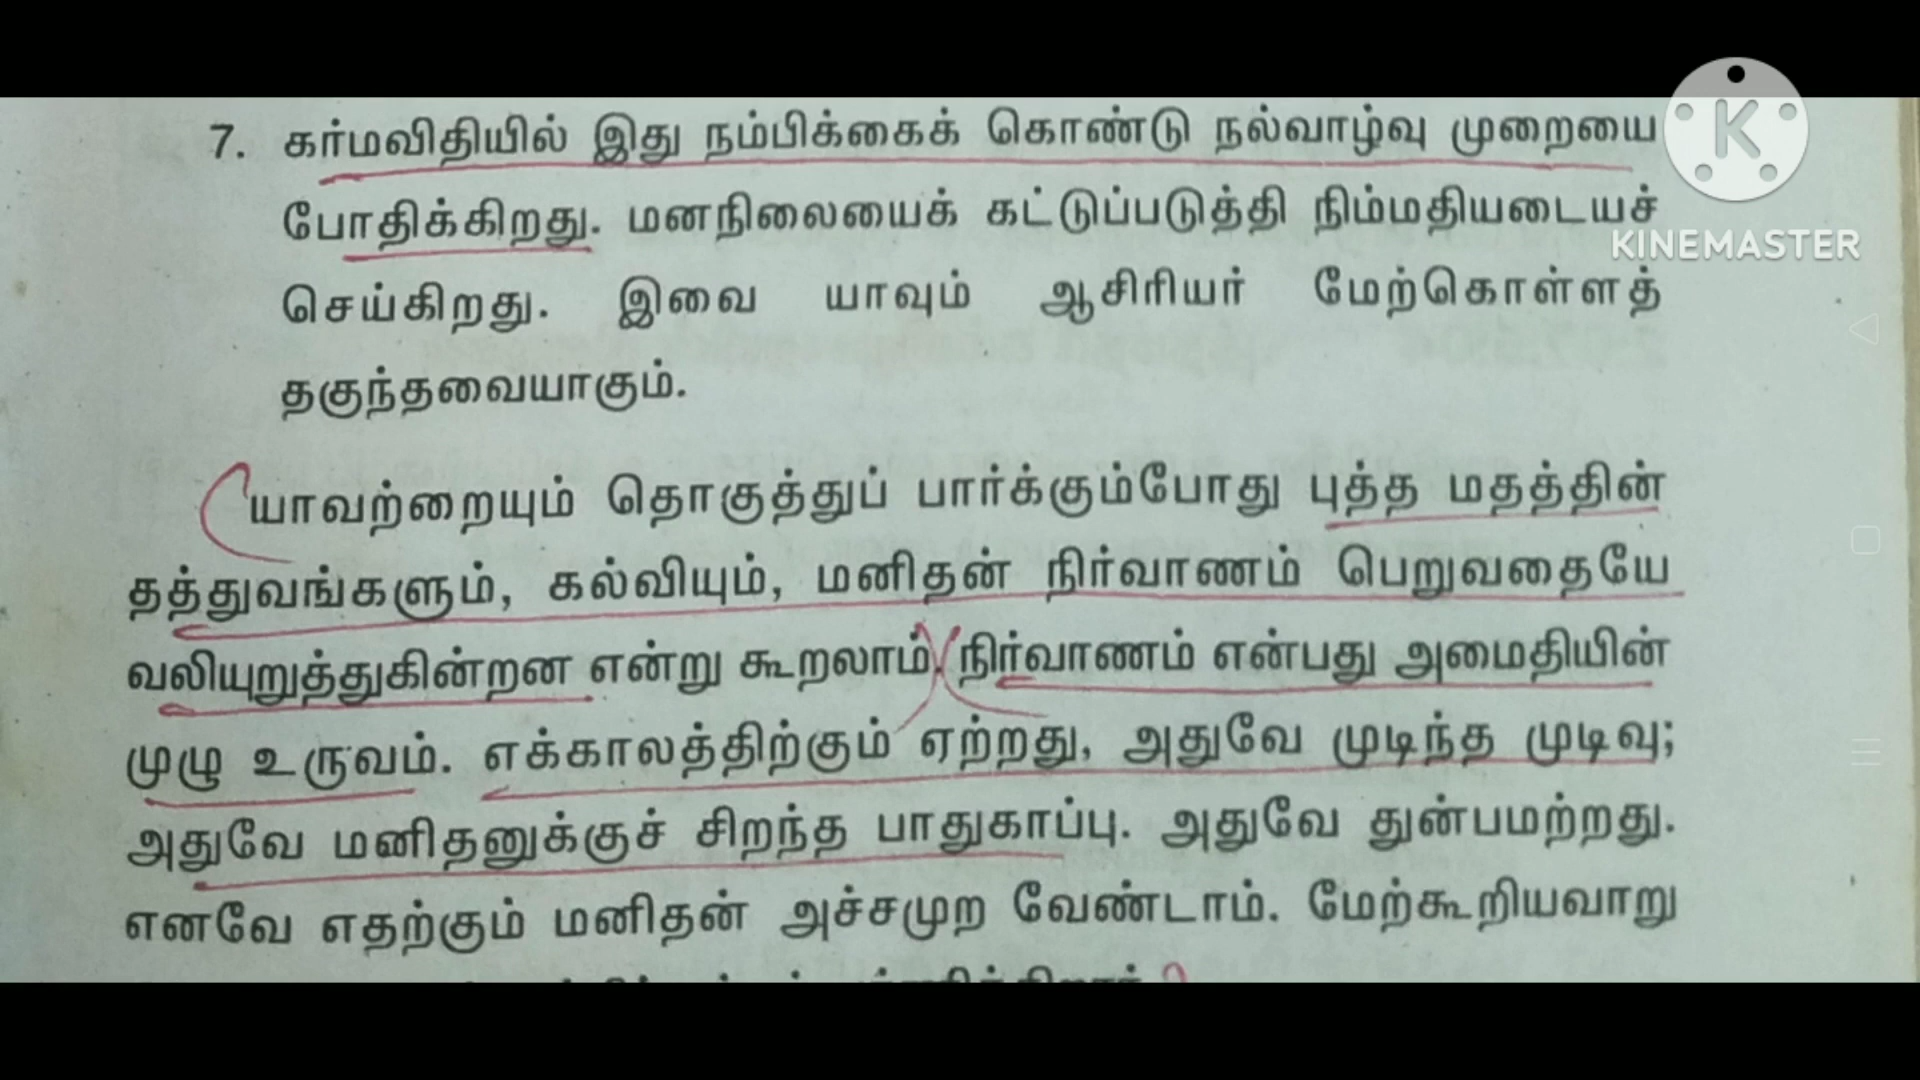 7. கர்மவிதியில் இது நம்பிக்கைக் கொண்டு நல்வாழ்வு முறையை
போதிக்கிறது. மனநிலையைக் கட்டுப்படுத்தி நிம்மதியடையச்
செய்கிறது. இவை யாவும் ஆசிரியர் மேற்கொள்ளத்
தகுந்தவையாகும்.
யாவற்றையும் தொகுத்துப் பார்க்கும்போது புத்த மதத்தின்
தத்துவங்களும், கல்வியும், மனிதன் நிர்வாணம் பெறுவதையே
வலியுறுத்துகின்றன என்று கூறலாம். நிர்வாணம் என்பது அமைதியின்
முழு உருவம். எக்காலத்திற்கும் ஏற்றது, அதுவே முடிந்த முடிவு;
அதுவே மனிதனுக்குச் சிறந்த பாதுகாப்பு. அதுவே துன்பமற்றது.
எனவே எதற்கும் மனிதன் அச்சமுற வேண்டாம். மேற்கூறியவாறு
K
KINEMASTER